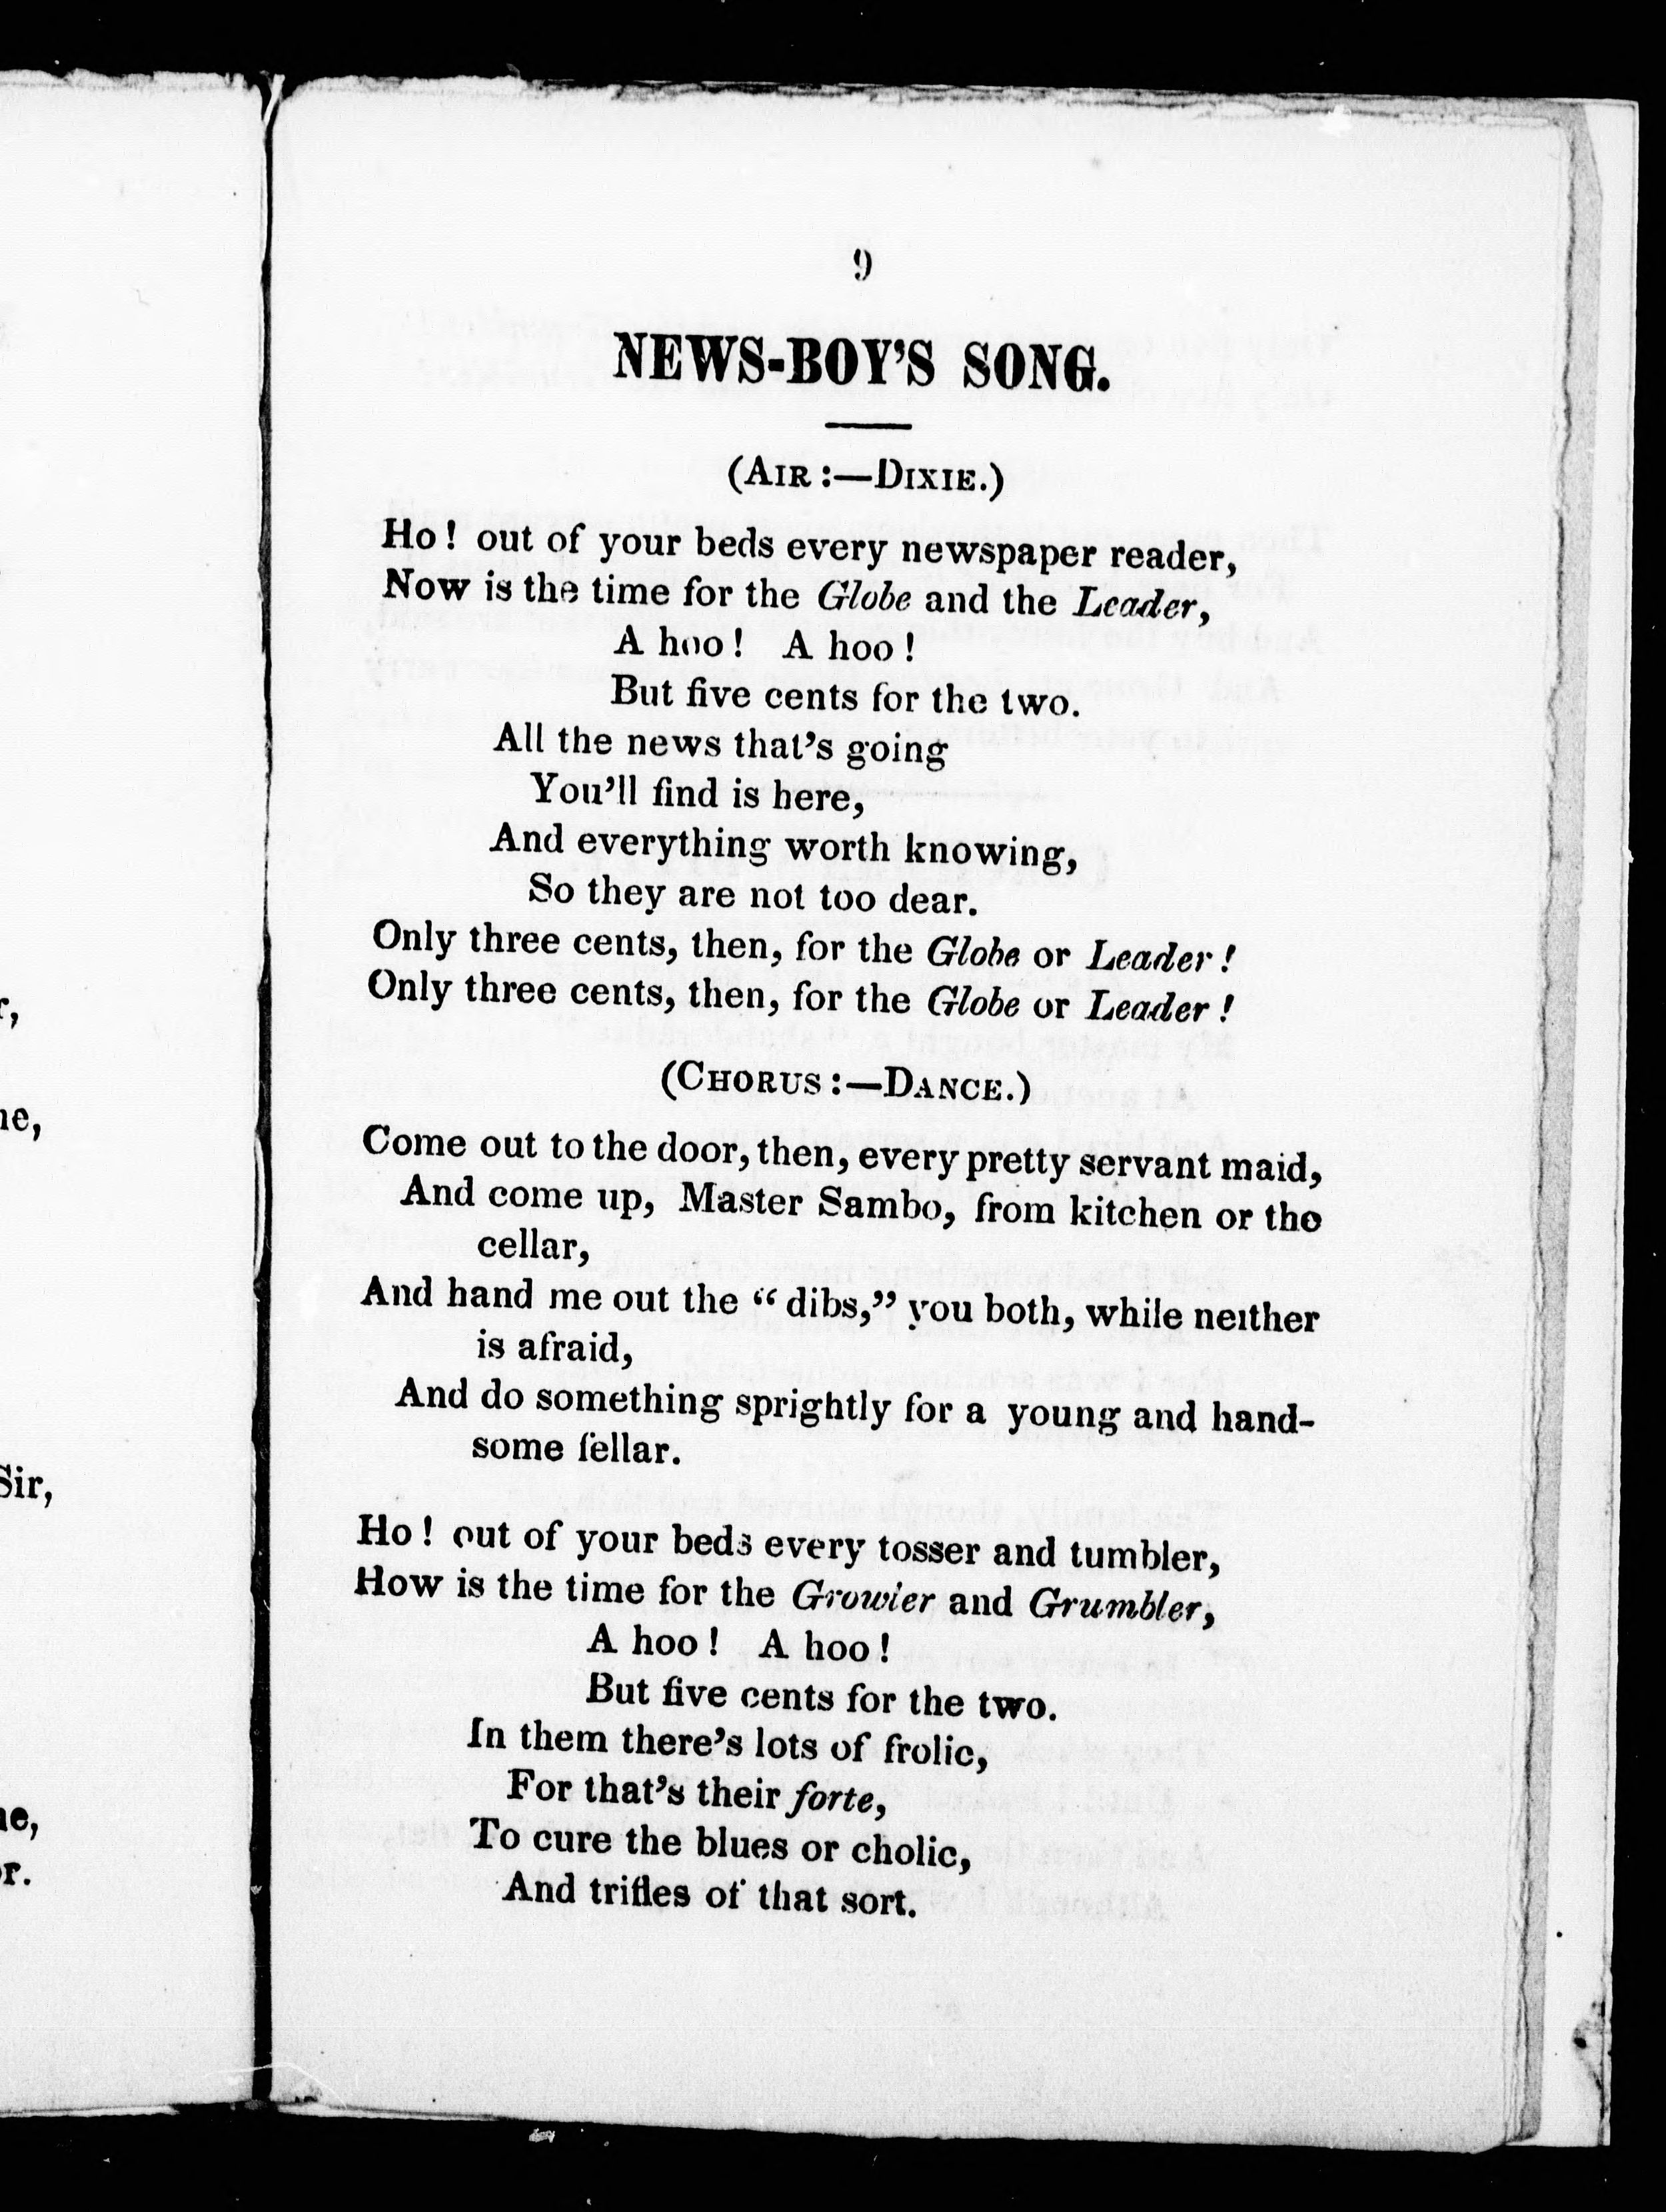 9
NEWS-BOY'S SONG.
(AIR:—DIXIE.)
Ho! out of your beds every newspaper reader,
Now is the time for the Globe and the Leader,
A hoo! A hoo!
But five cents for the two.
All the news that's going
You'll find is here,
And everything worth knowing,
So they are not too dear.
Only three cents, then, for the Globe or Leader!
Only three cents, then, for the Globe or Leader!
(CHORUS:—DANCE.)
Come out to the door, then, every pretty servant maid,
And come up, Master Sambo, from kitchen or the
cellar,
And hand me out the "dibs," you both, while neither
is afraid,
And do something sprightly for a young and hand-
some fellar.
Ho! out of your beds every tosser and tumbler,
How is the time for the Growler and Grumbler,
A hoo! A hoo!
But five cents for the two.
In them there's lots of frolic,
For that's their forte,
To cure the blues or cholic,
And trifles of that sort.
r,
ne,
Sir,
ne,
or.